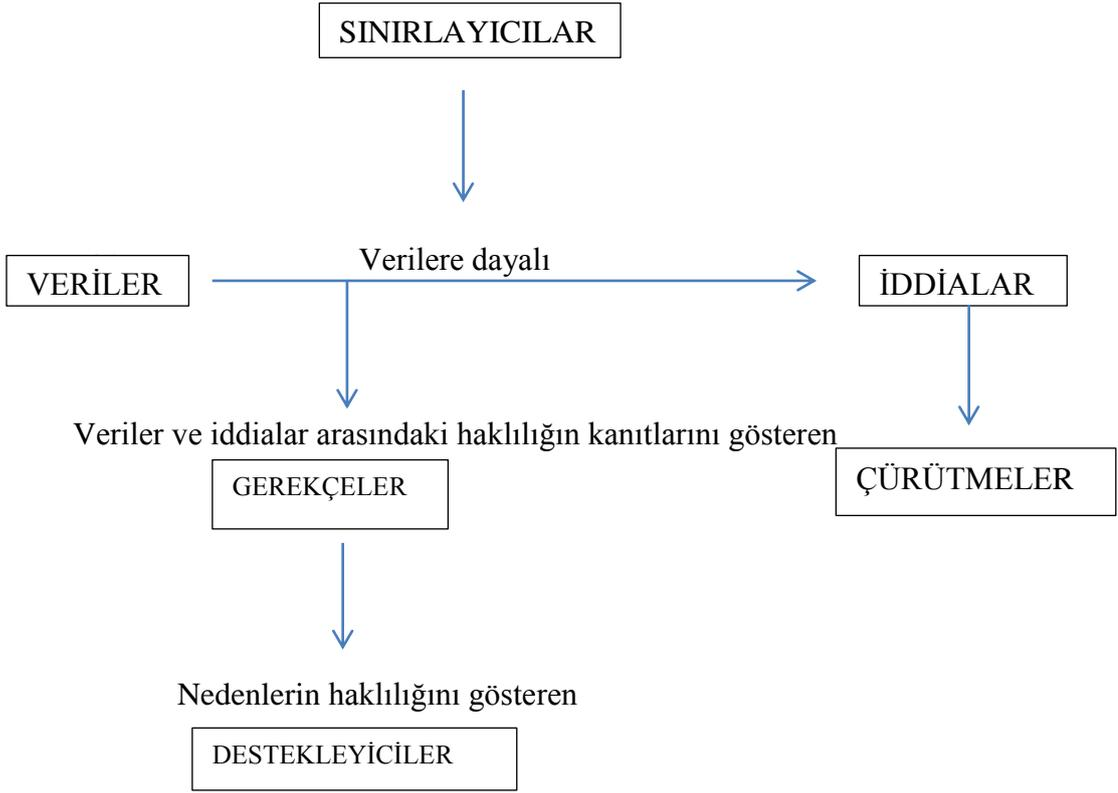 SINIRLAYICILAR
Verilere dayalı
VERİLER
İDDİALAR
Veriler ve iddialar arasındaki haklılığın kanıtlarını gösteren
GEREKÇELER
ÇÜRÜTMELER
Nedenlerin haklılığını gösteren
DESTEKLEYİCİLER